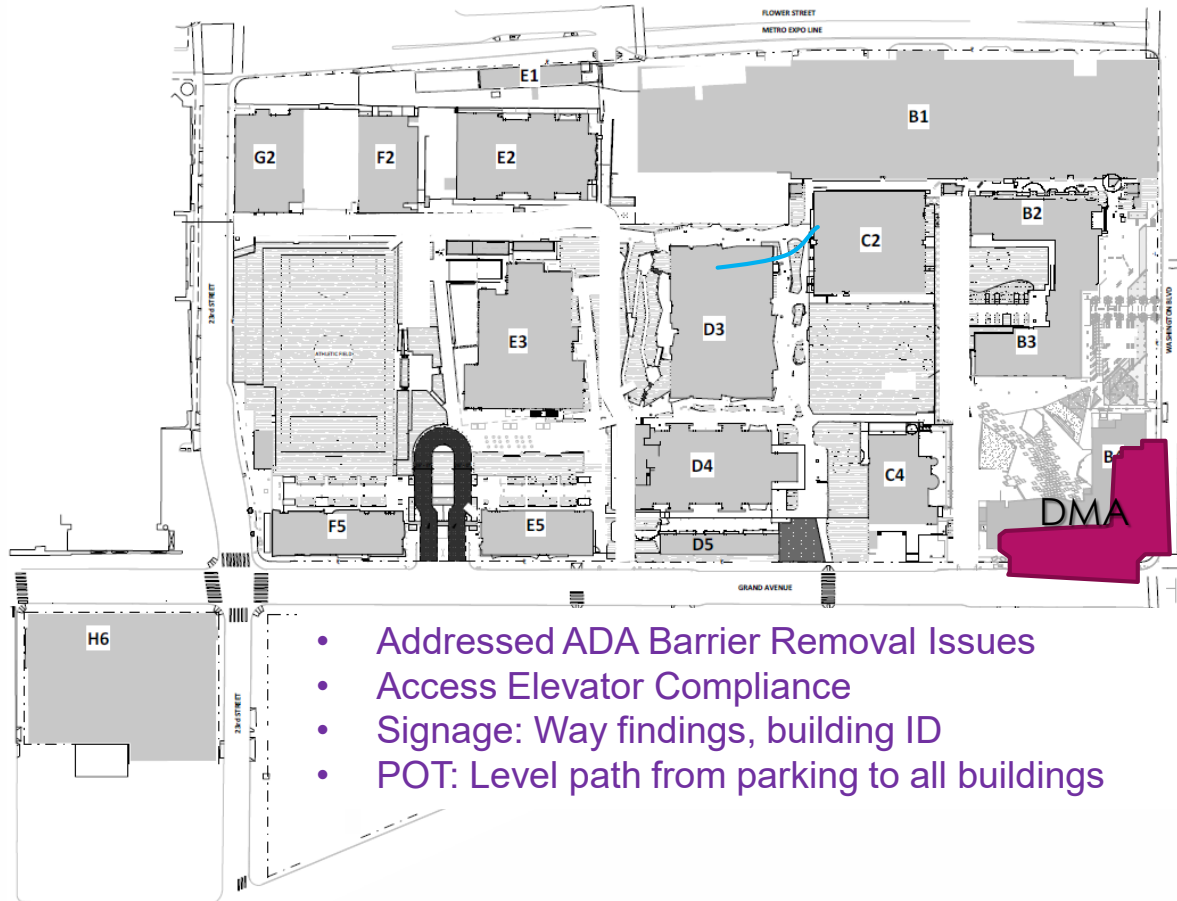 FLOWER STREET
METRO EXPO LINE
E1
B1
G2
F2
E2
B2
C2
23rd STREET
WASHINGTON BLVD
D3
E3
B3
ATHLETIC FIELD
B
D4
C4
DMA
F5
E5
D5
GRAND AVENUE
H6
23rd STREET
• Addressed ADA Barrier Removal Issues
• Access Elevator Compliance
• Signage: Way findings, building ID
• POT: Level path from parking to all buildings